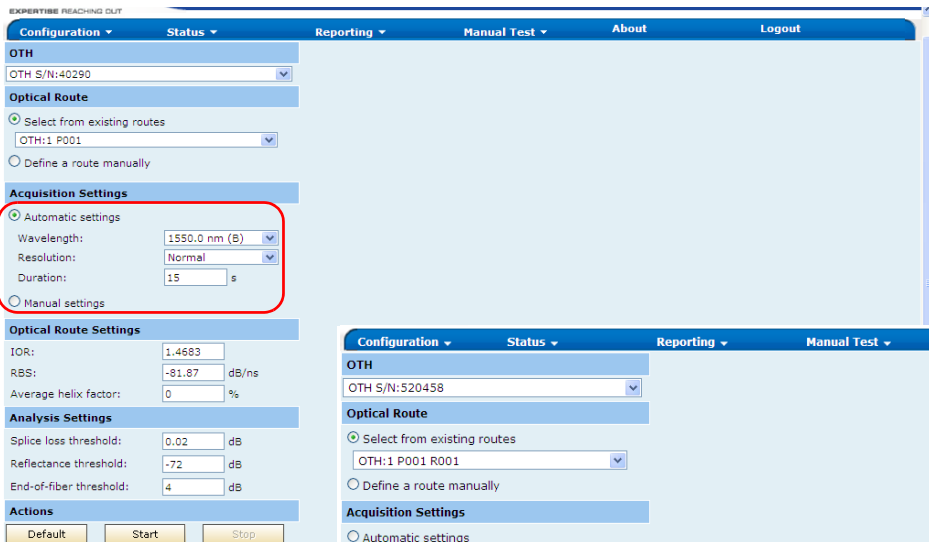 EXPERTISE REACHING OUT
Configuration Status Reporting Manual Test About Logout
OTH
OTH S/N:40290
Optical Route
Select from existing routes
OTH:1 P001
Define a route manually
Acquisition Settings
Automatic settings
Wavelength: 1550.0 nm (B)
Resolution: Normal
Duration: 15 s
Manual settings
Optical Route Settings
IOR: 1.4683
RBS: -81.87 dB/ns
Average helix factor: 0 %
Analysis Settings
Splice loss threshold: 0.02 dB
Reflectance threshold: -72 dB
End-of-fiber threshold: 4 dB
Actions
Default Start Stop
Configuration Status Reporting Manual Test
OTH
OTH S/N:520458
Optical Route
Select from existing routes
OTH:1 P001 R001
Define a route manually
Acquisition Settings
Automatic settings